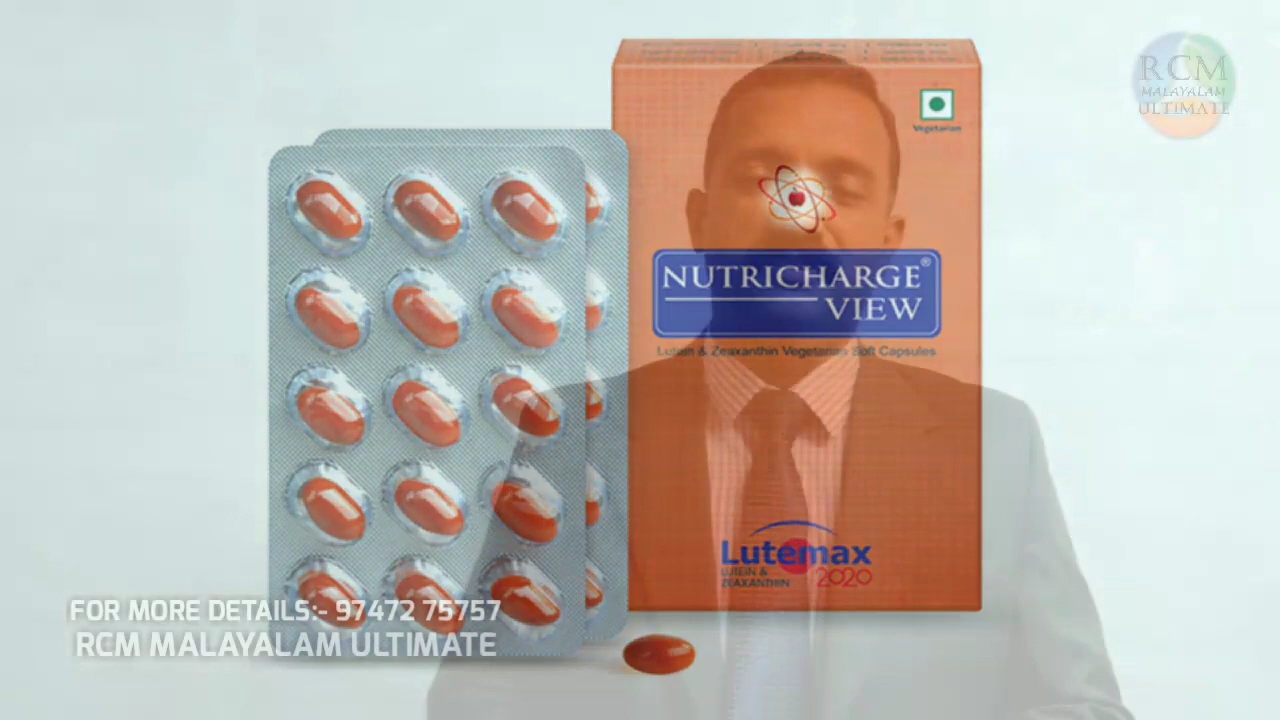 RCM
MALAYALAM
ULTIMATE
Vegetarian
NUTRICHARGE®
VIEW
Lutein & Zeaxanthin Vegetarian Soft Capsules
Lutemax
2020
LUTEIN &
ZEAXANTHIN
FOR MORE DETAILS:- 97472 75757
RCM MALAYALAM ULTIMATE